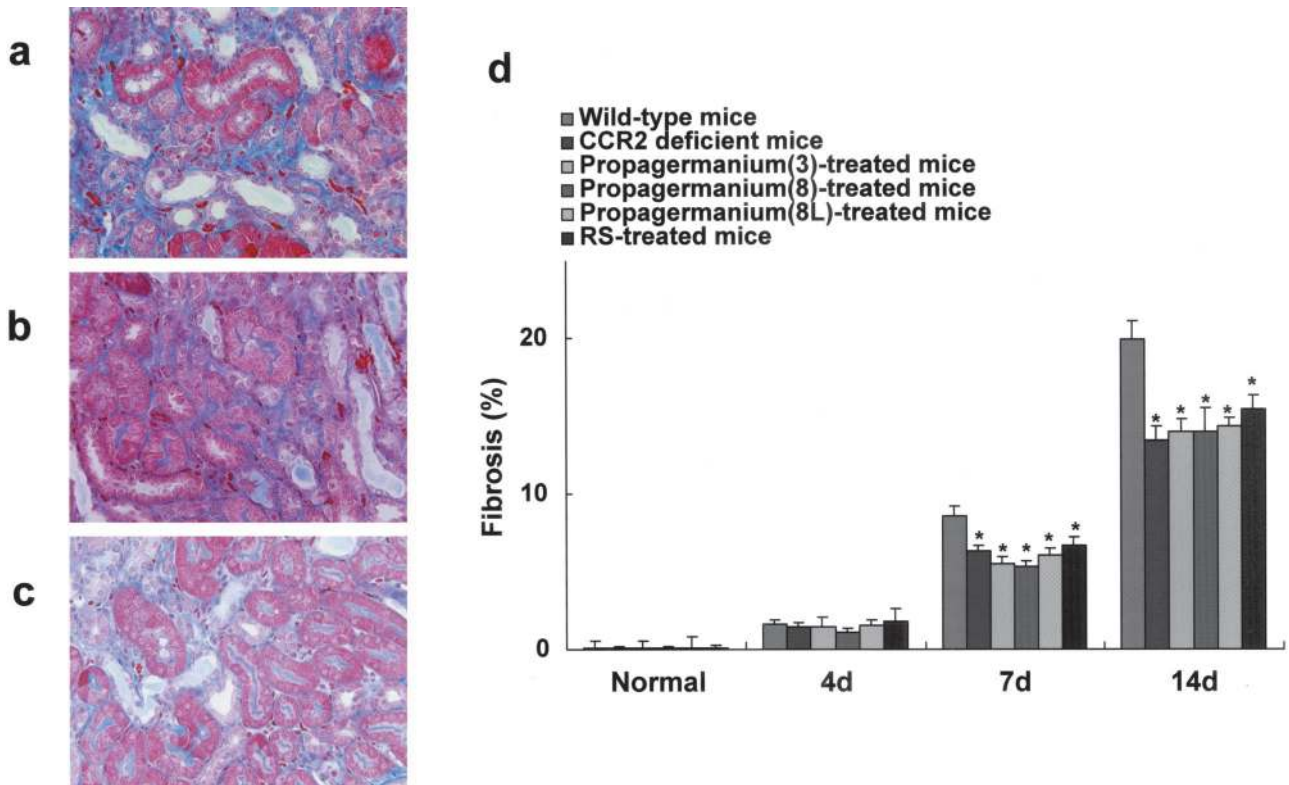 a
b
c
d
Wild-type mice
CCR2 deficient mice
Propagermanium(3)-treated mice
Propagermanium(8)-treated mice
Propagermanium(8L)-treated mice
RS-treated mice
Fibrosis (%)
20
10
0
* * * * *
* * * * *
Normal 4d 7d 14d